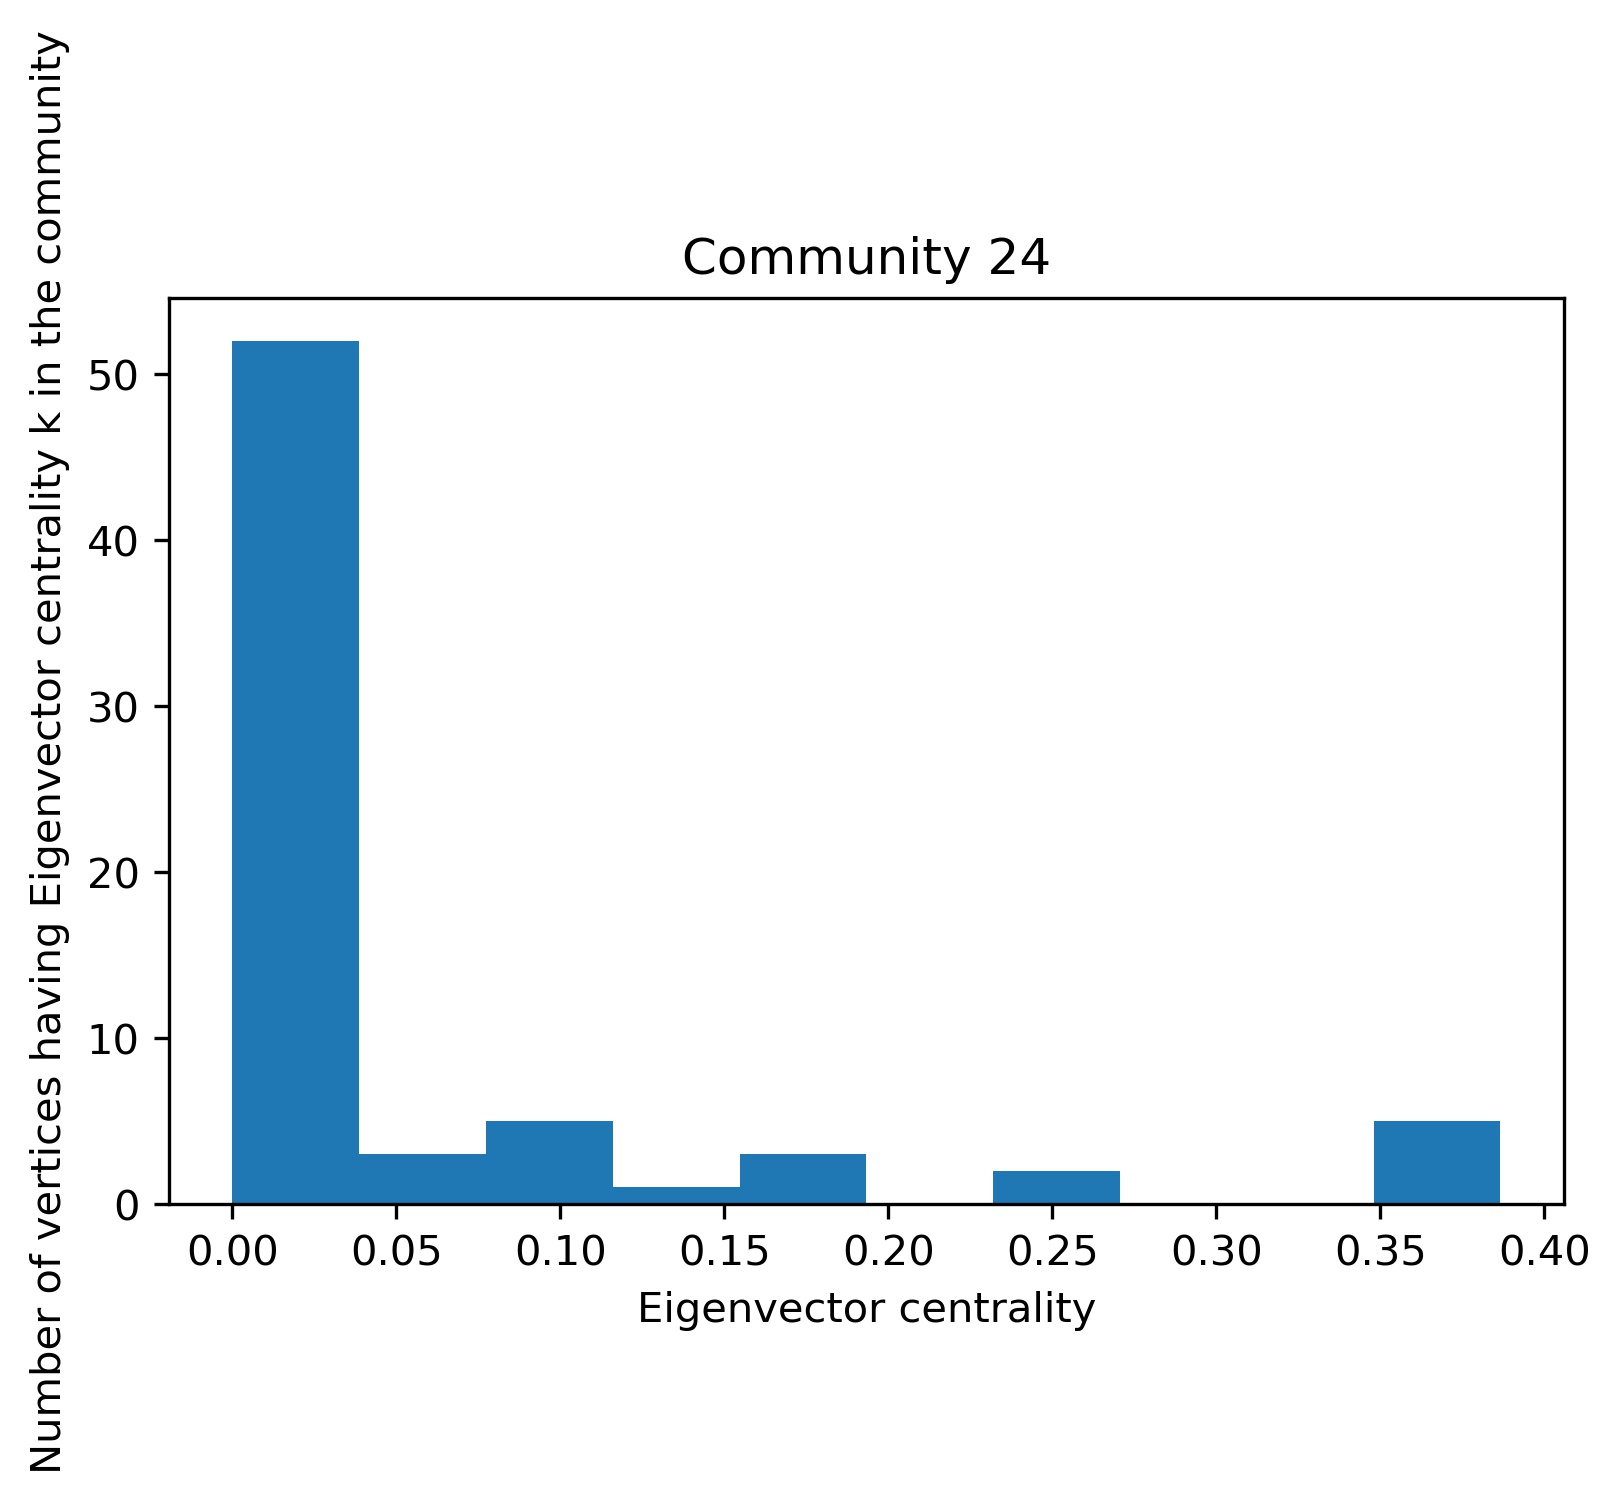 Community 24
Number of vertices having Eigenvector centrality k in the community
50
40
30
20
10
0
0.00 0.05 0.10 0.15 0.20 0.25 0.30 0.35 0.40
Eigenvector centrality